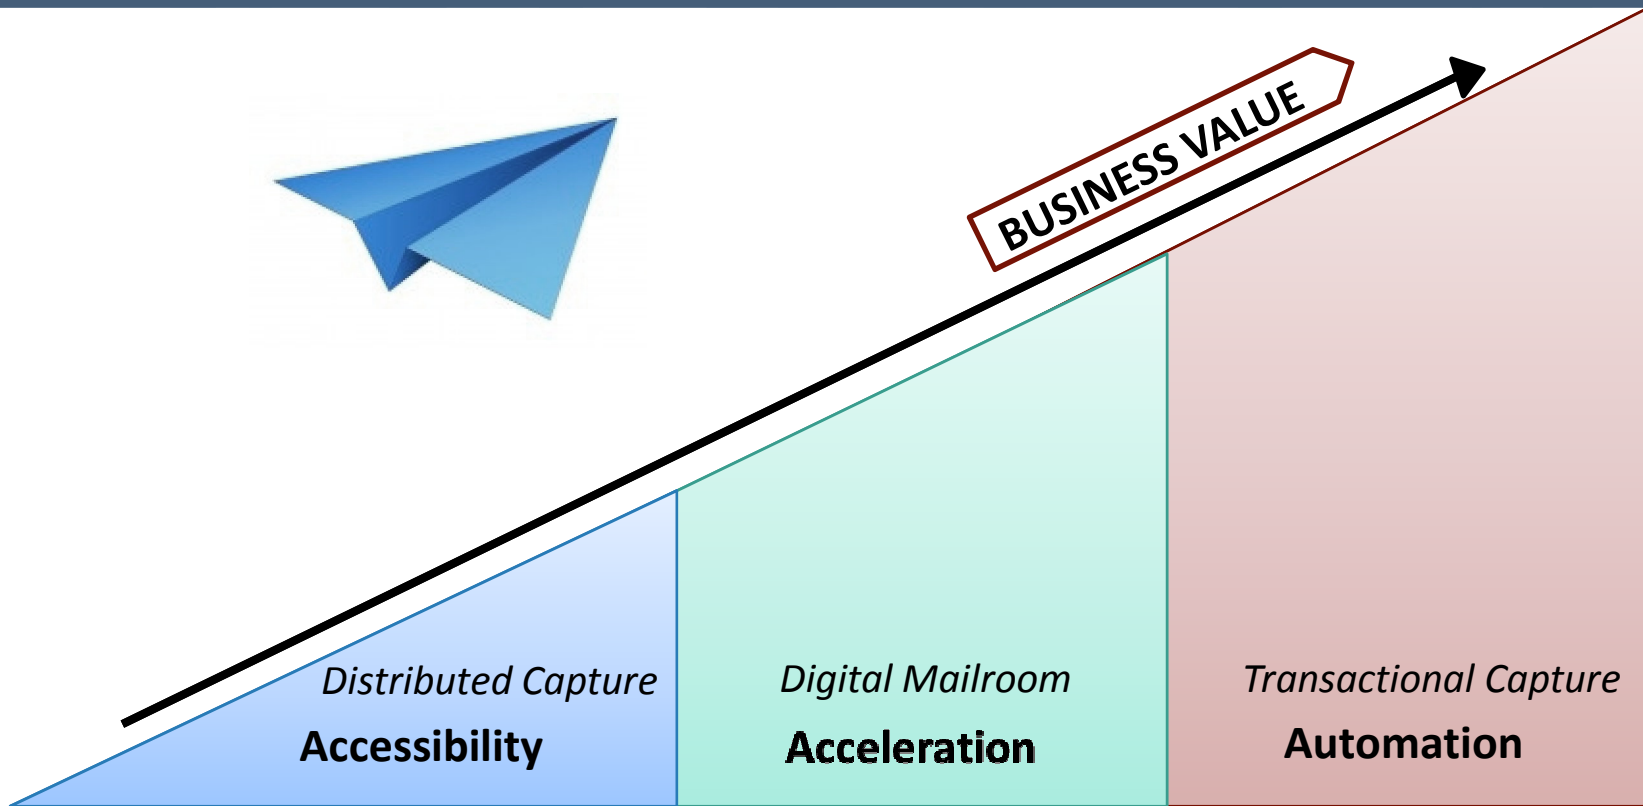 BUSINESS VALUE
Distributed Capture
Accessibility
Digital Mailroom
Acceleration
Transactional Capture
Automation